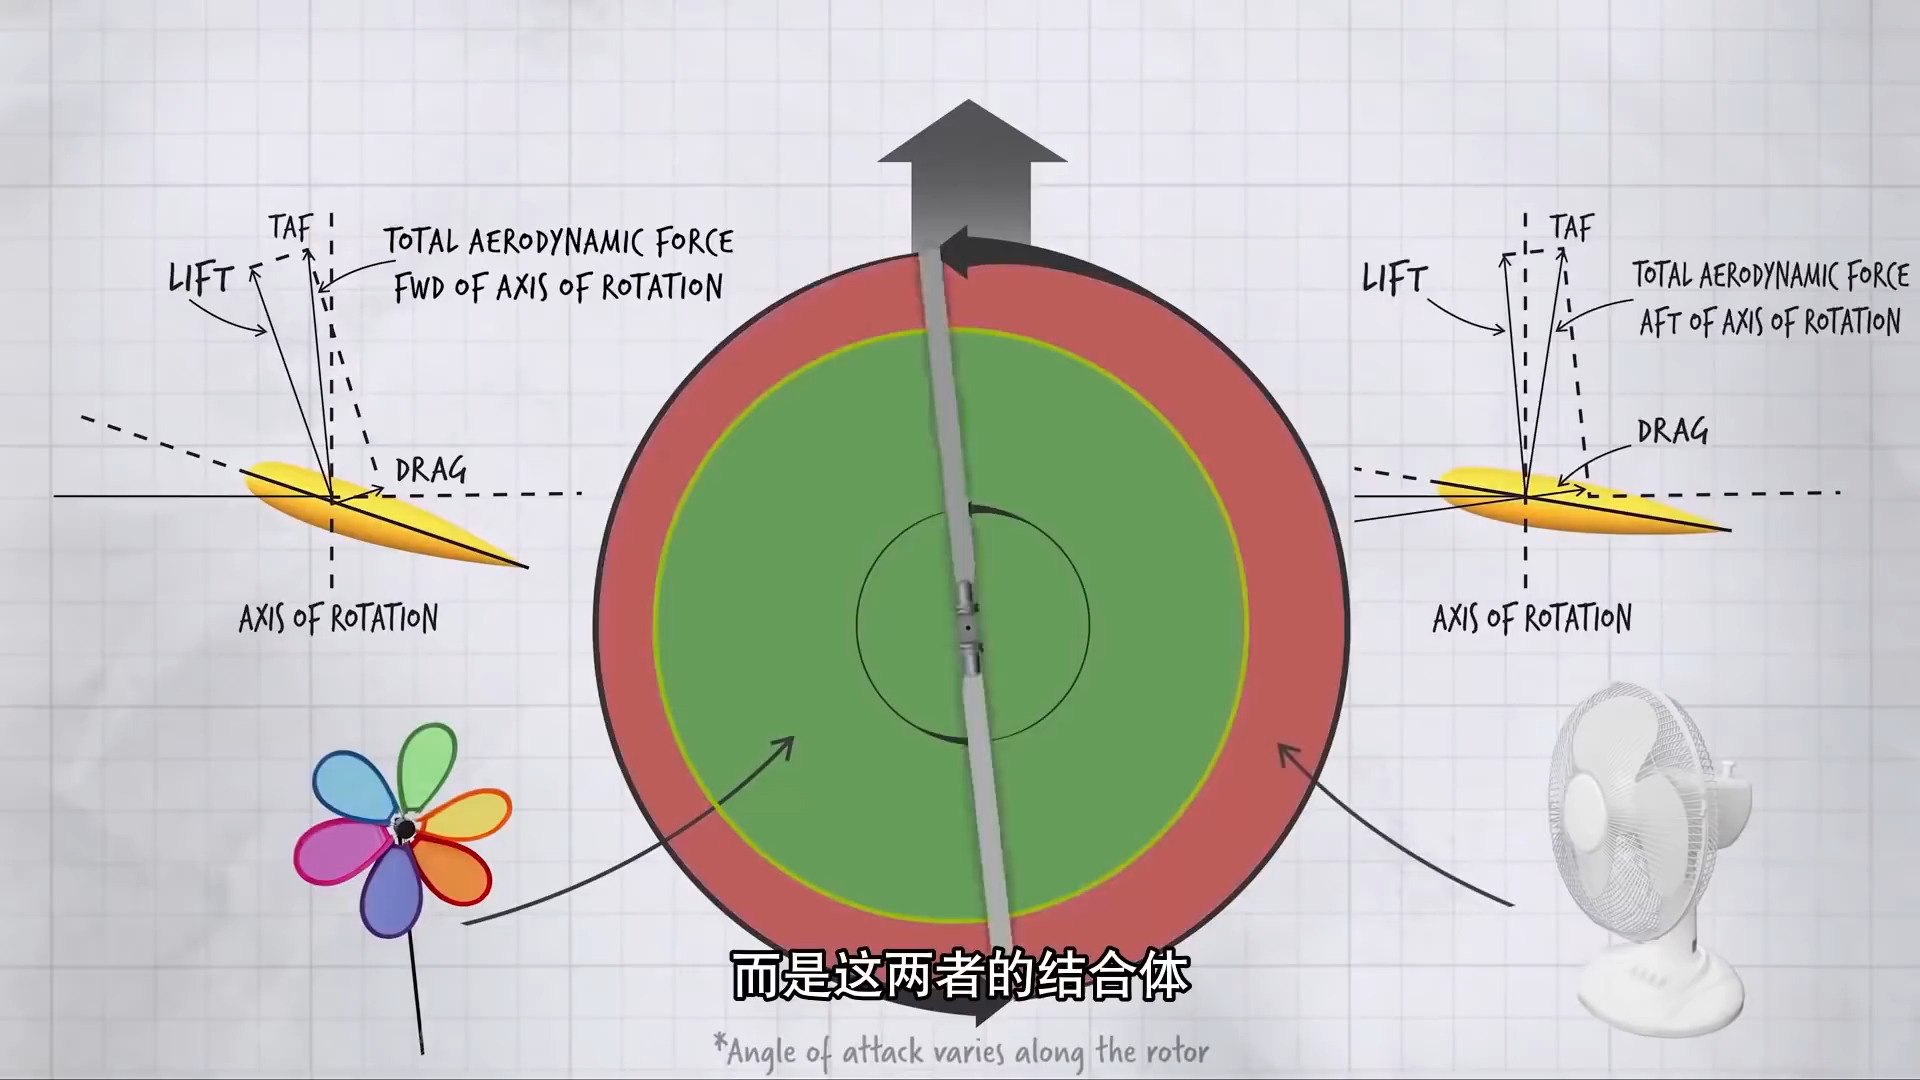 TAF
LIFT
TOTAL AERODYNAMIC FORCE
FWD OF AXIS OF ROTATION
DRAG
AXIS OF ROTATION
TAF
LIFT
TOTAL AERODYNAMIC FORCE
AFT OF AXIS OF ROTATION
DRAG
AXIS OF ROTATION
而是这两者的结合体
*Angle of attack varies along the rotor